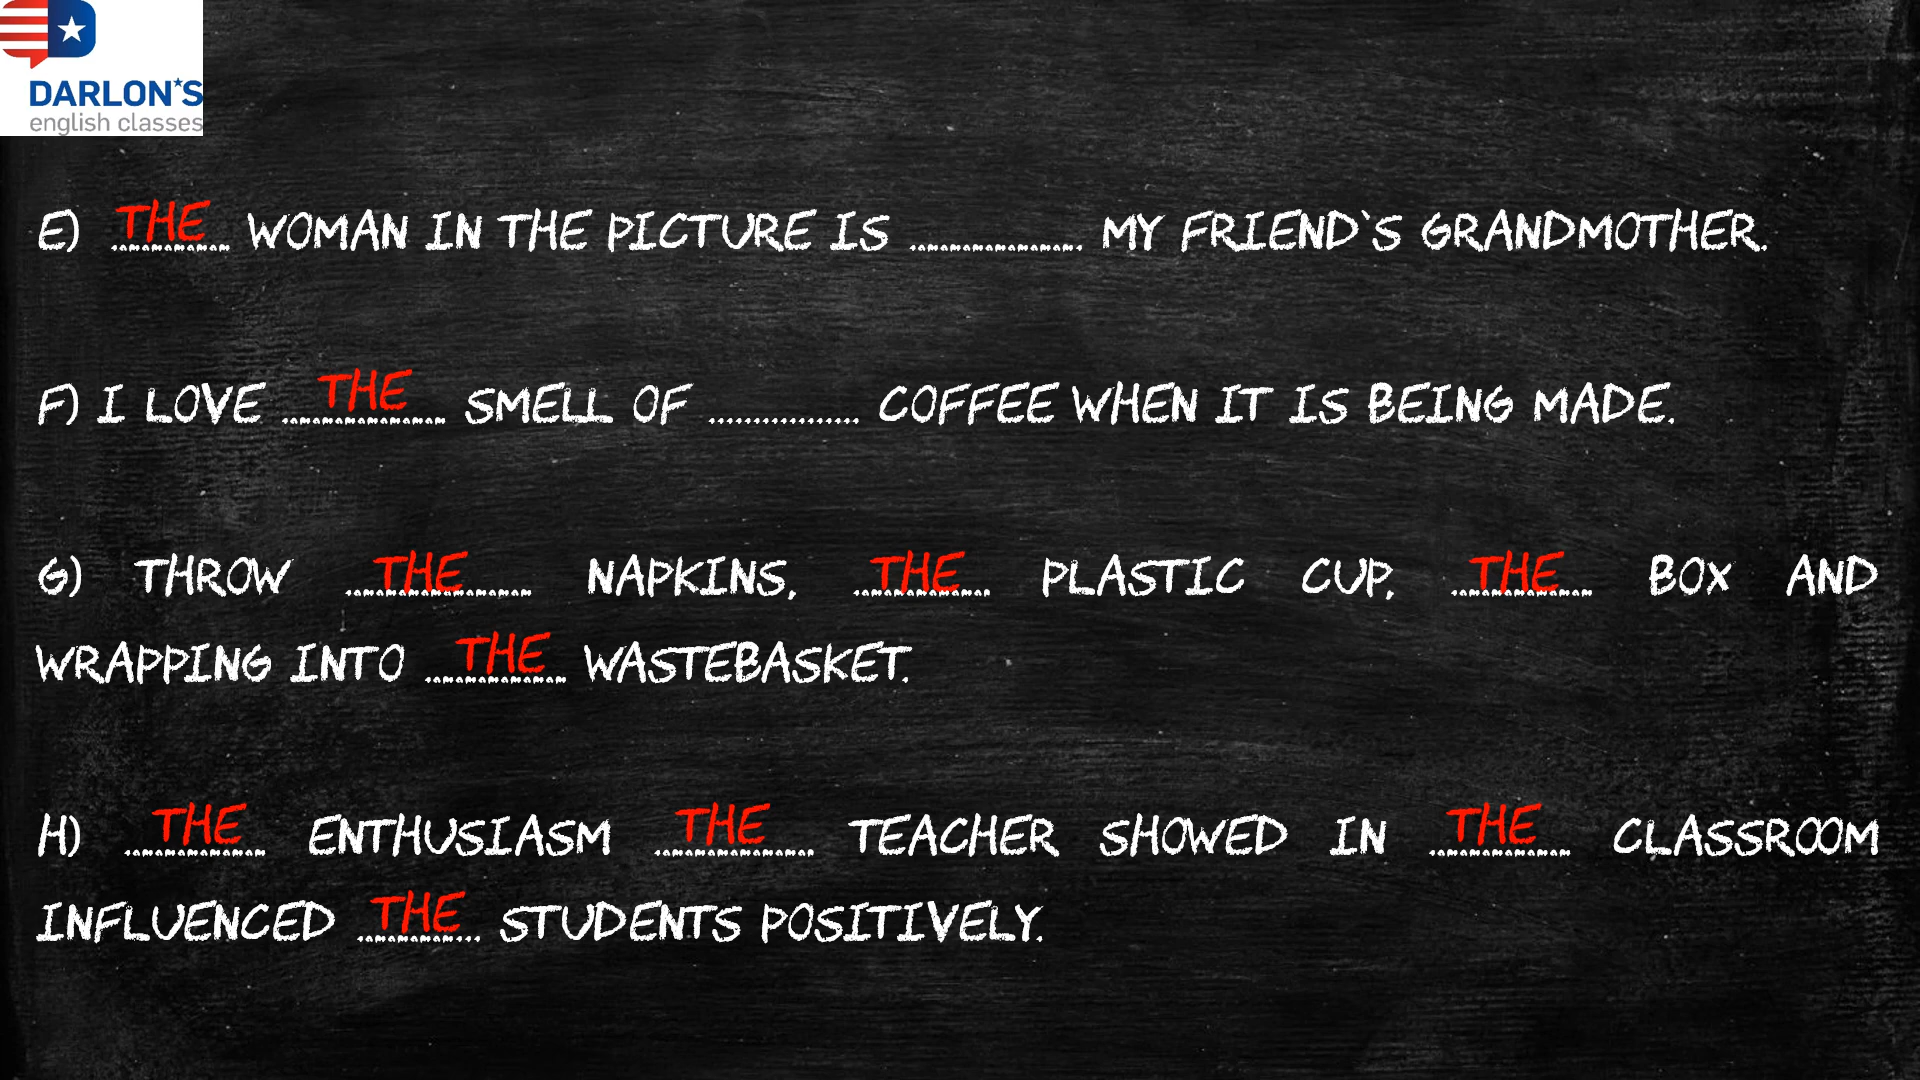 DARLON'S
english classes
E) THE WOMAN IN THE PICTURE IS ................... MY FRIEND'S GRANDMOTHER.
F) I LOVE THE SMELL OF ................. COFFEE WHEN IT IS BEING MADE.
G) THROW THE NAPKINS, THE PLASTIC CUP, THE BOX AND
WRAPPING INTO THE WASTEBASKET.
H) THE ENTHUSIASM THE TEACHER SHOWED IN THE CLASSROOM
INFLUENCED THE STUDENTS POSITIVELY.